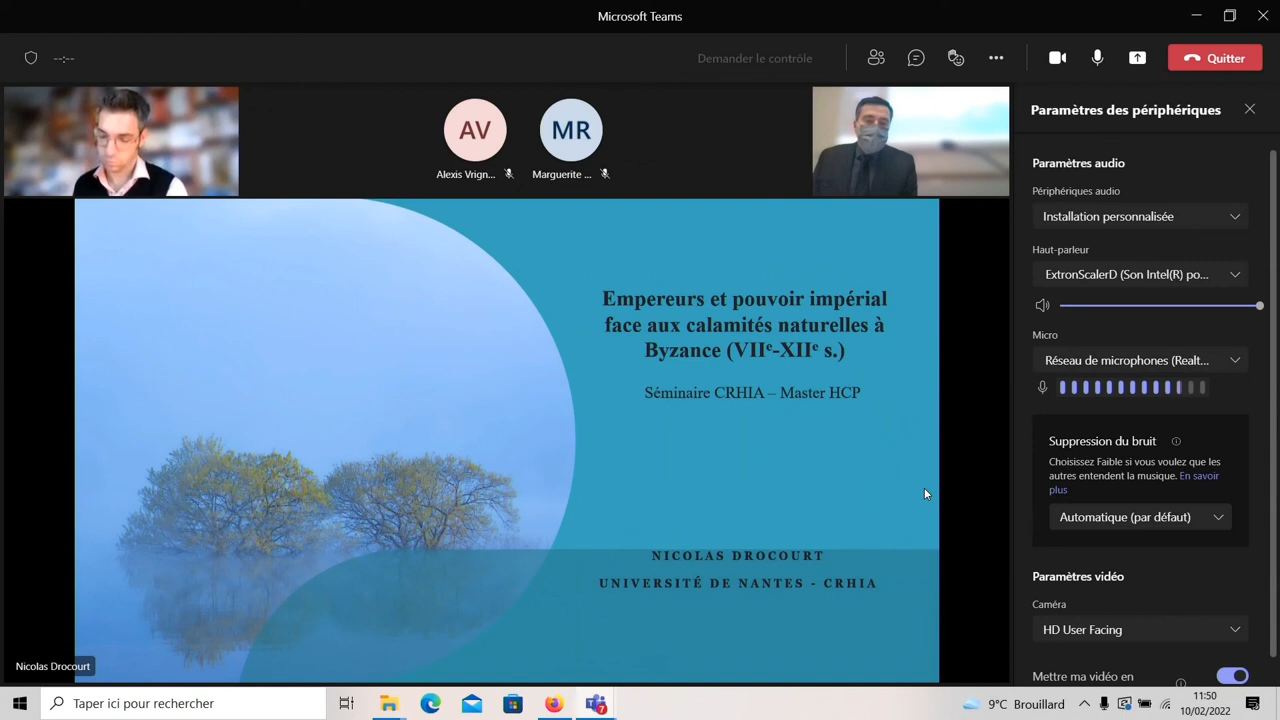 Microsoft Teams
--:--
Demander le contrôle
Quitter
AV
MR
Alexis Vrign...
Marguerite ...
Paramètres des périphériques
Paramètres audio
Périphériques audio
Installation personnalisée
Haut-parleur
ExtronScalerD (Son Intel(R) po...
Micro
Réseau de microphones (Realt...
Suppression du bruit
Choisissez Faible si vous voulez que les
autres entendent la musique. En savoir
plus
Automatique (par défaut)
Paramètres vidéo
Caméra
HD User Facing
Mettre ma vidéo en
Empereurs et pouvoir impérial
face aux calamités naturelles à
Byzance (VIIe-XIIe s.)
Séminaire CRHIA – Master HCP
NICOLAS DROCOURT
UNIVERSITÉ DE NANTES - CRHIA
Nicolas Drocourt
Taper ici pour rechercher
7
9°C Brouillard
11:50
10/02/2022